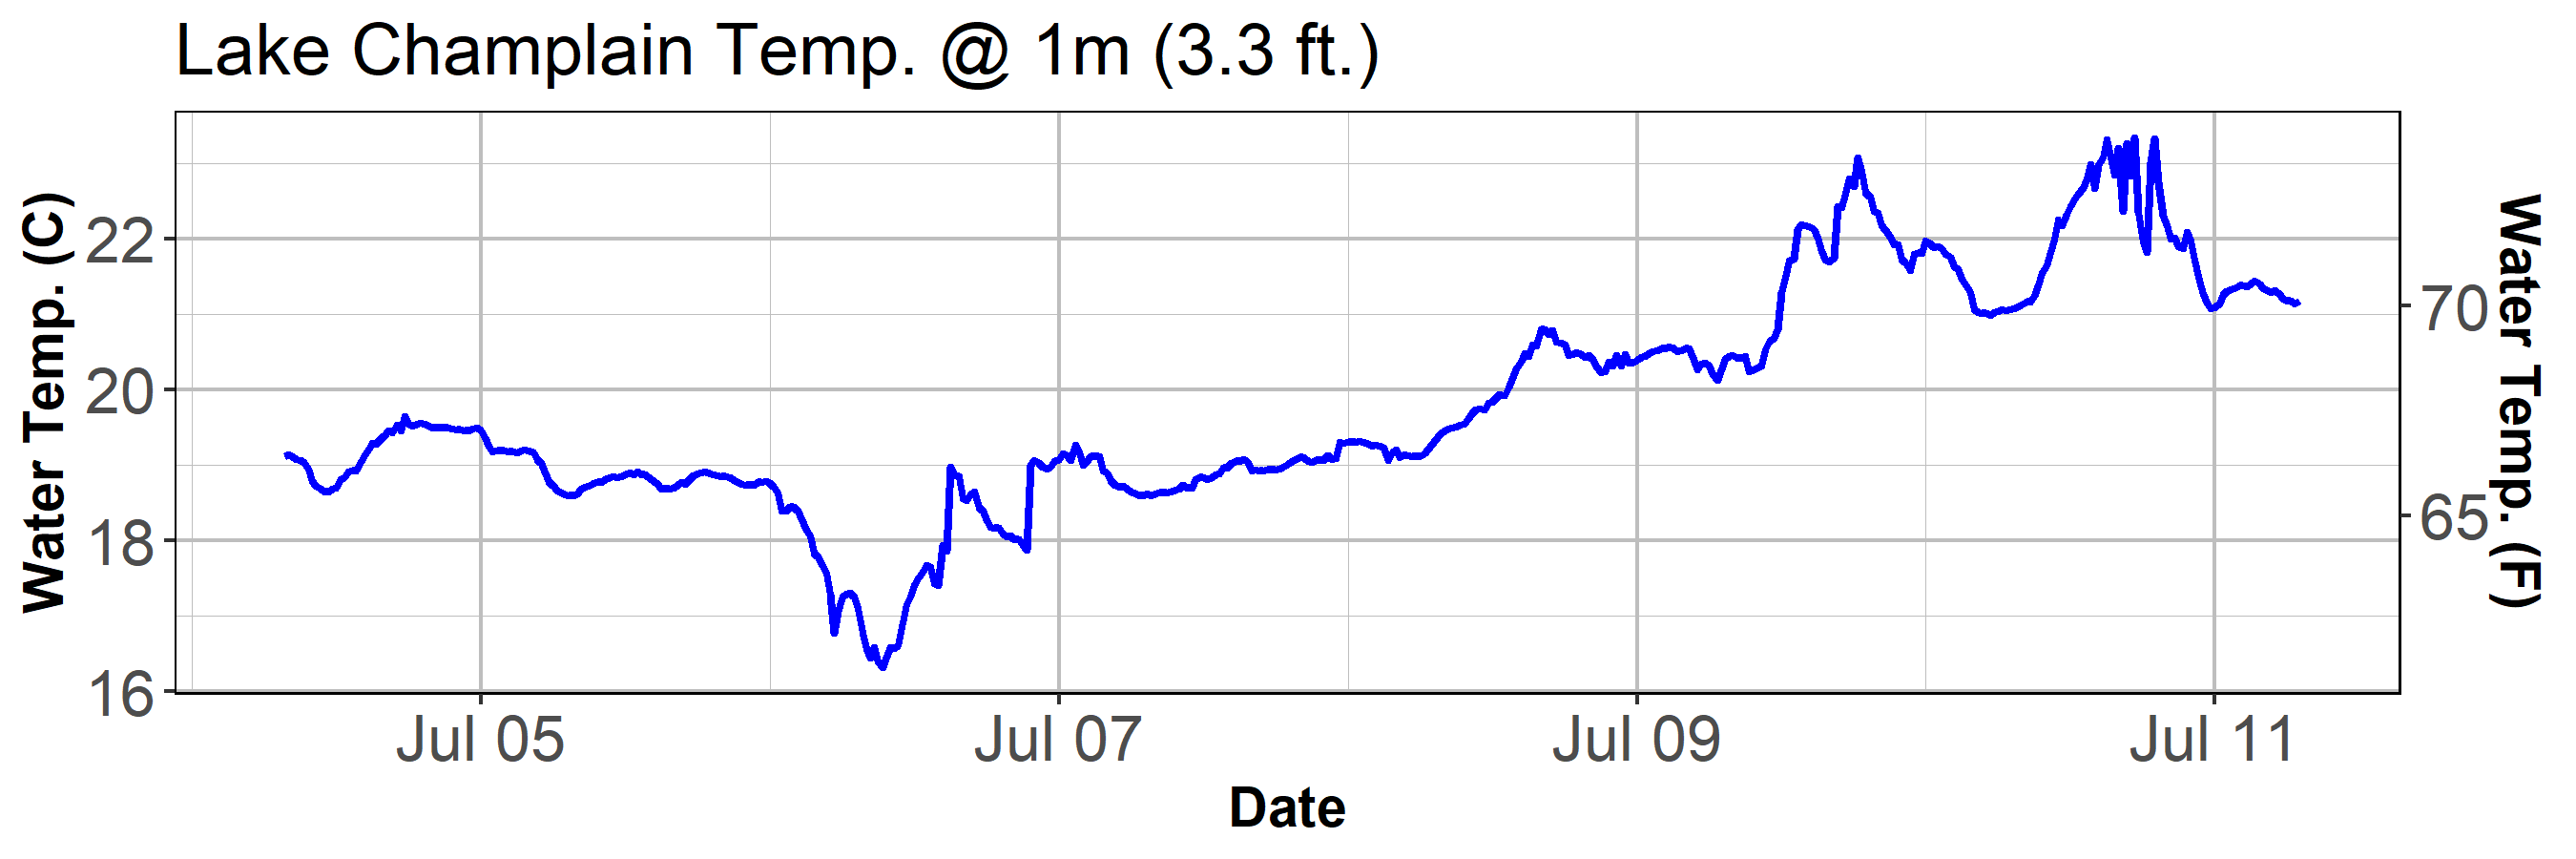 Lake Champlain Temp. @ 1m (3.3 ft.)
Water Temp. (C)
22
20
18
16
70
65
Water Temp. (F)
Jul 05
Jul 07
Jul 09
Jul 11
Date